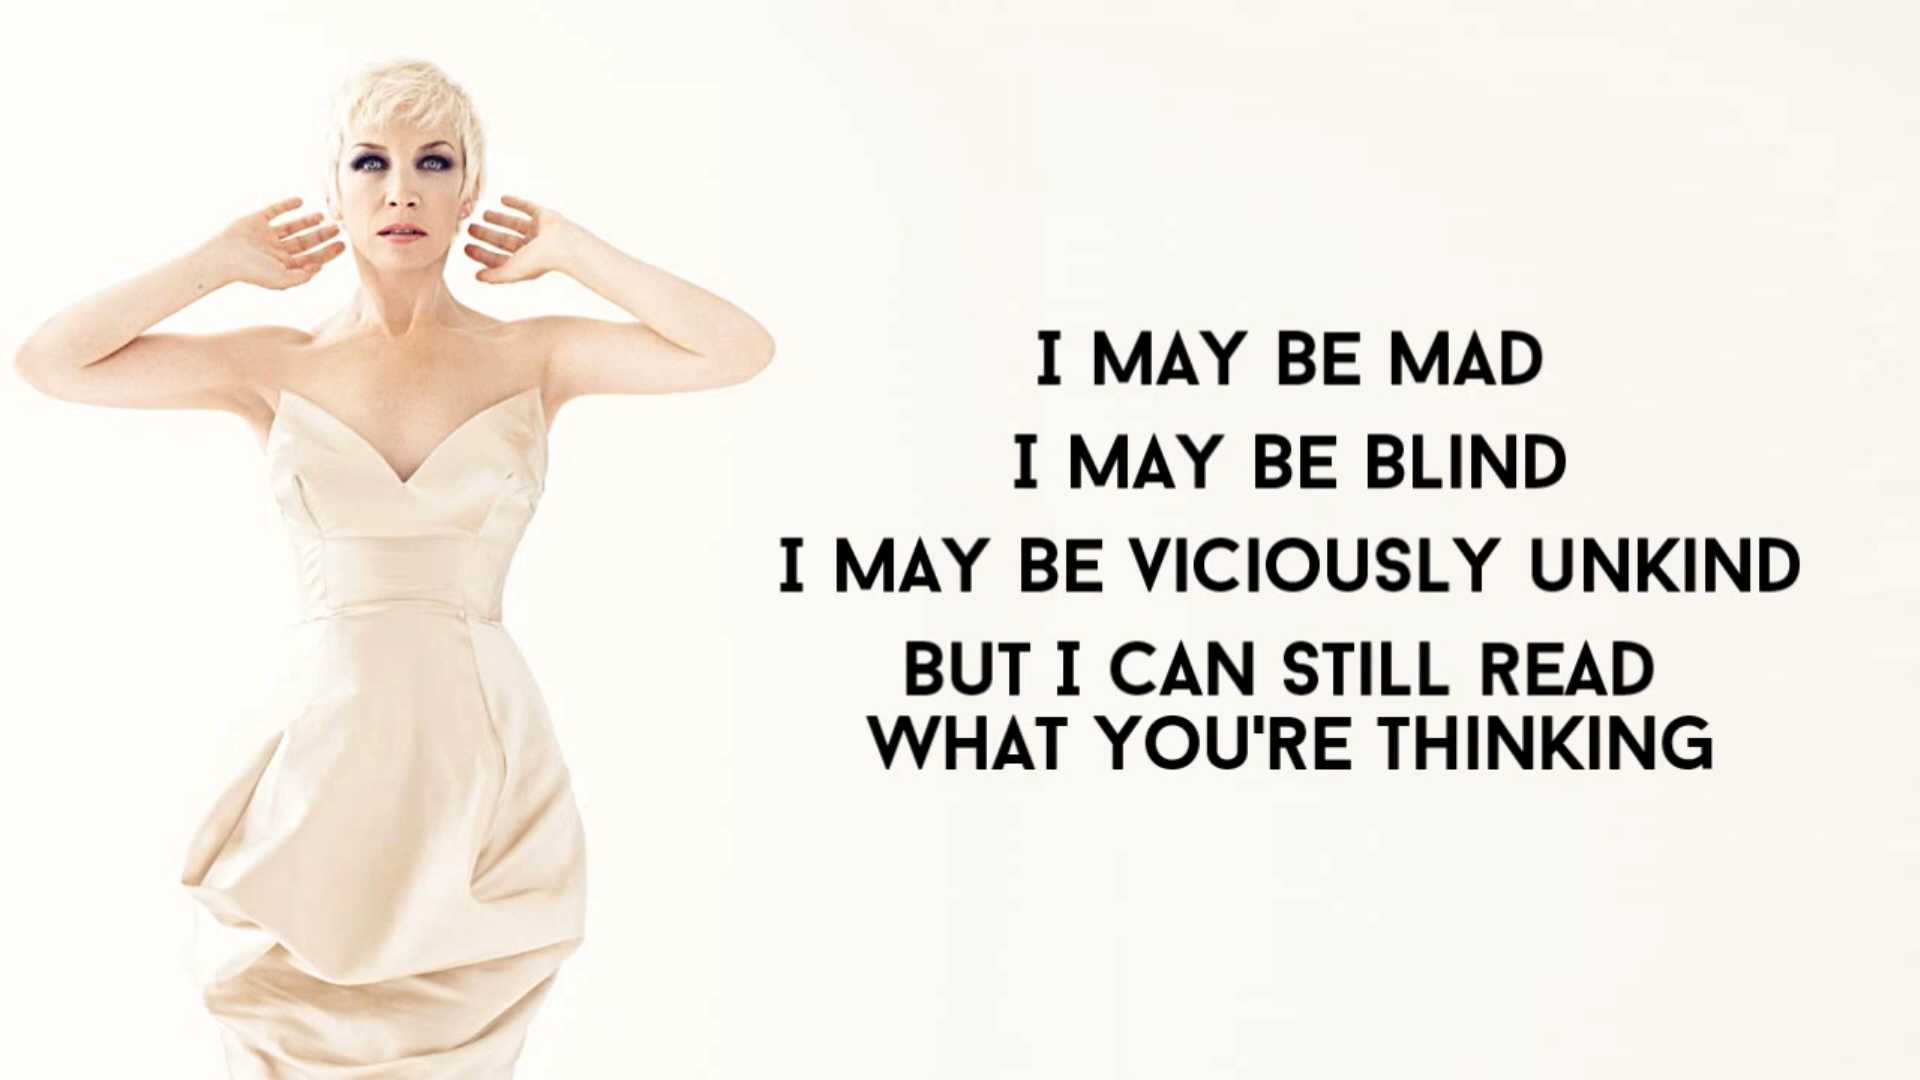 I MAY BE MAD
I MAY BE BLIND
I MAY BE VICIOUSLY UNKIND
BUT I CAN STILL READ
WHAT YOU'RE THINKING